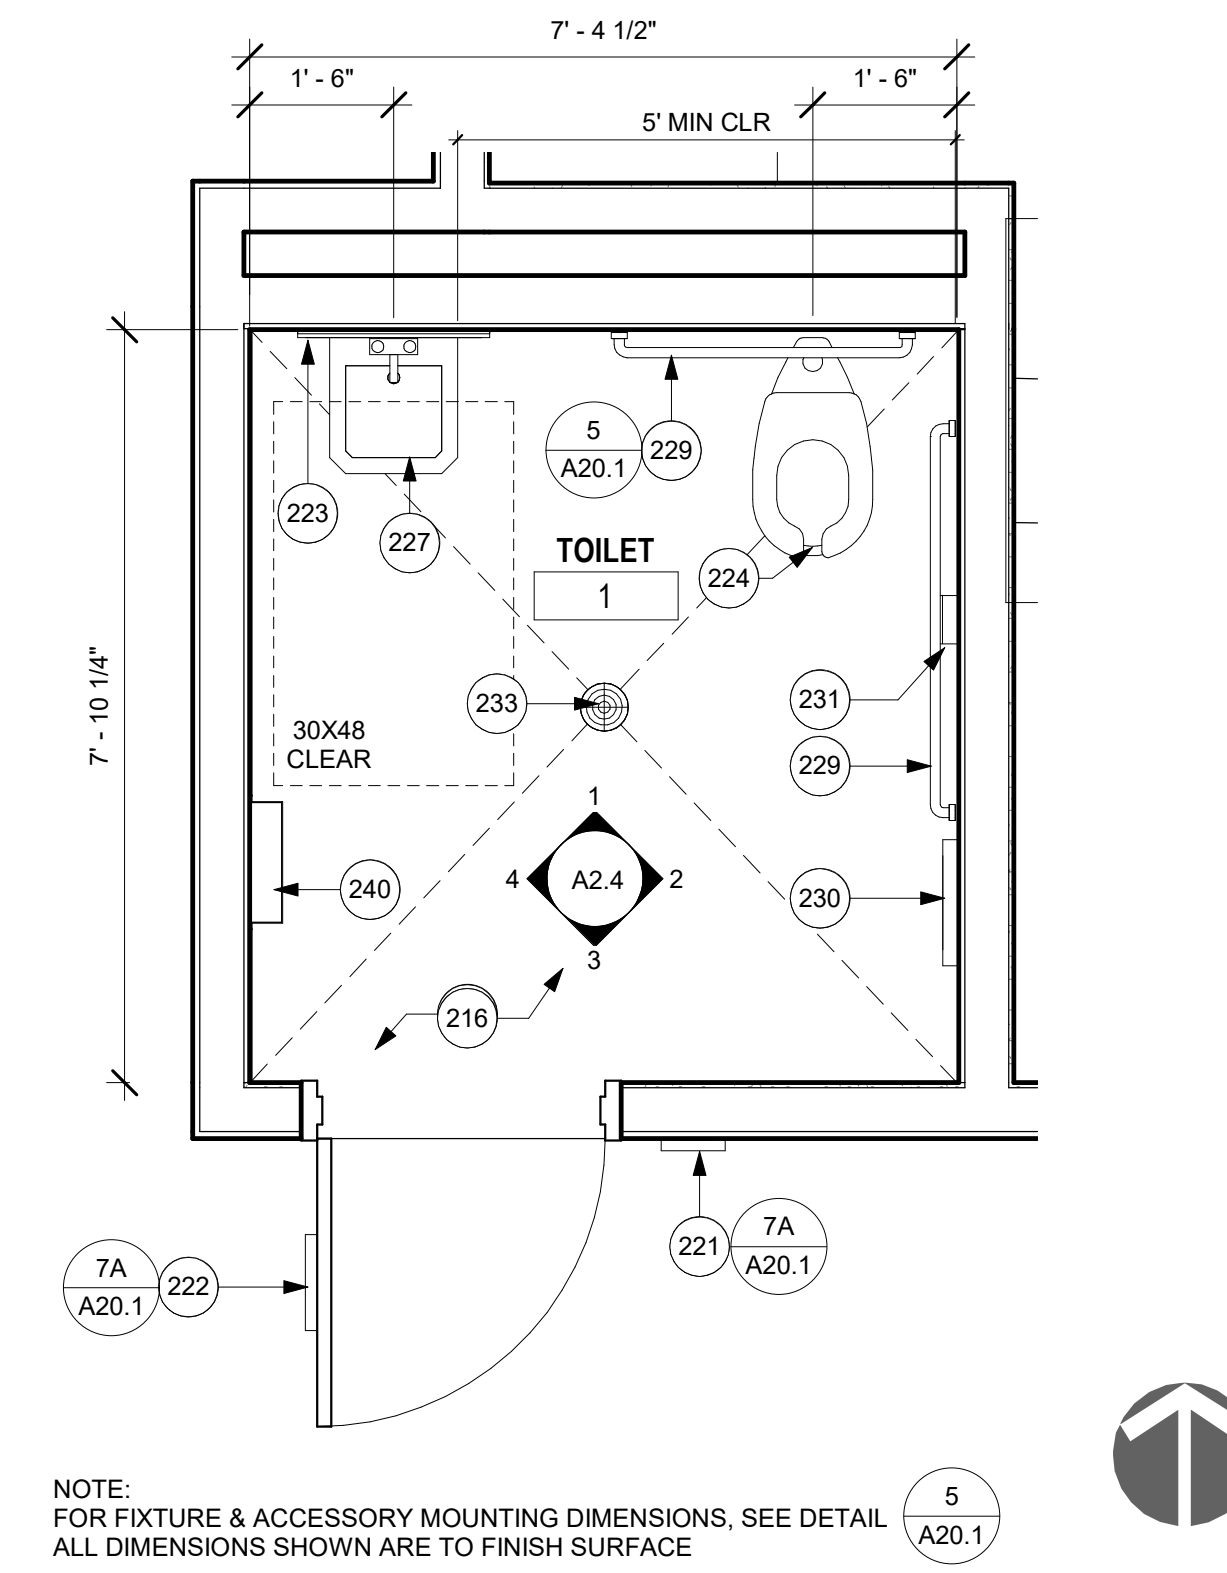 7' - 4 1/2"
1' - 6"
1' - 6"
5' MIN CLR
5
A20.1
229
223
227
TOILET
1
224
7' - 10 1/4"
233
231
30X48
CLEAR
229
1
4
A2.4
2
3
240
230
216
7A
A20.1
221
7A
A20.1
222
NOTE:
FOR FIXTURE & ACCESSORY MOUNTING DIMENSIONS, SEE DETAIL
ALL DIMENSIONS SHOWN ARE TO FINISH SURFACE
5
A20.1